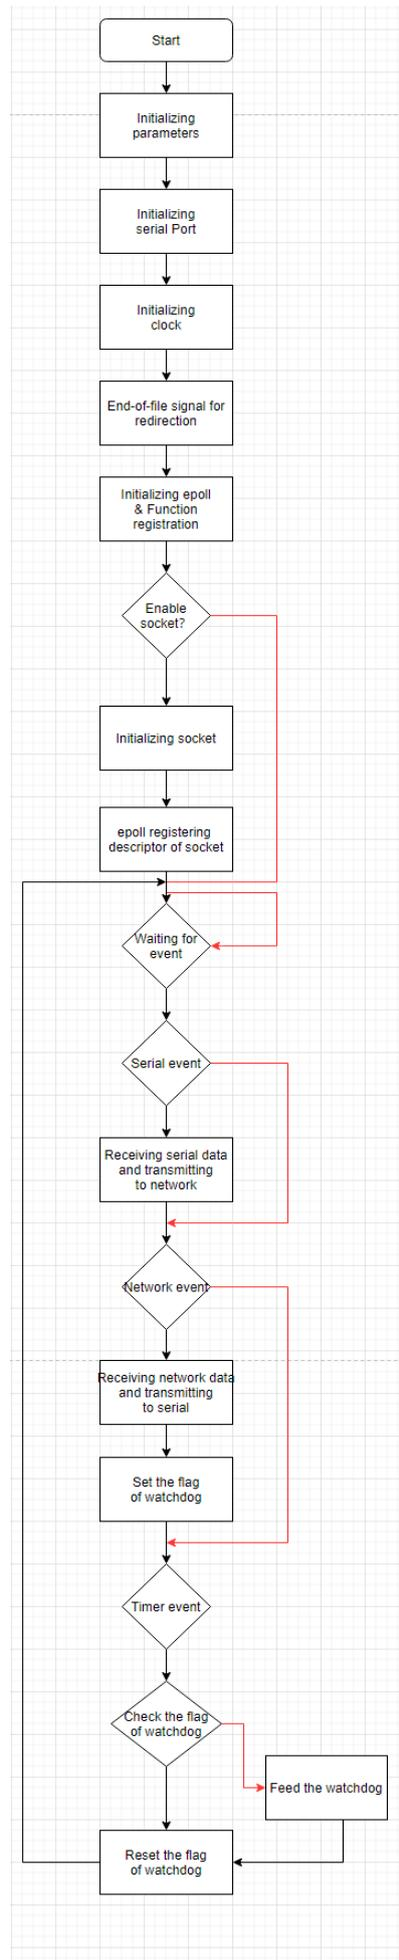 Start
Initializing
parameters
Initializing
serial Port
Initializing
clock
End-of-file signal for
redirection
Initializing epoll
& Function
registration
Enable
socket?
Initializing socket
epoll registering
descriptor of socket
Waiting for
event
Serial event
Receiving serial data
and transmitting
to network
Network event
Receiving network data
and transmitting
to serial
Set the flag
of watchdog
Timer event
Check the flag
of watchdog
Feed the watchdog
Reset the flag
of watchdog